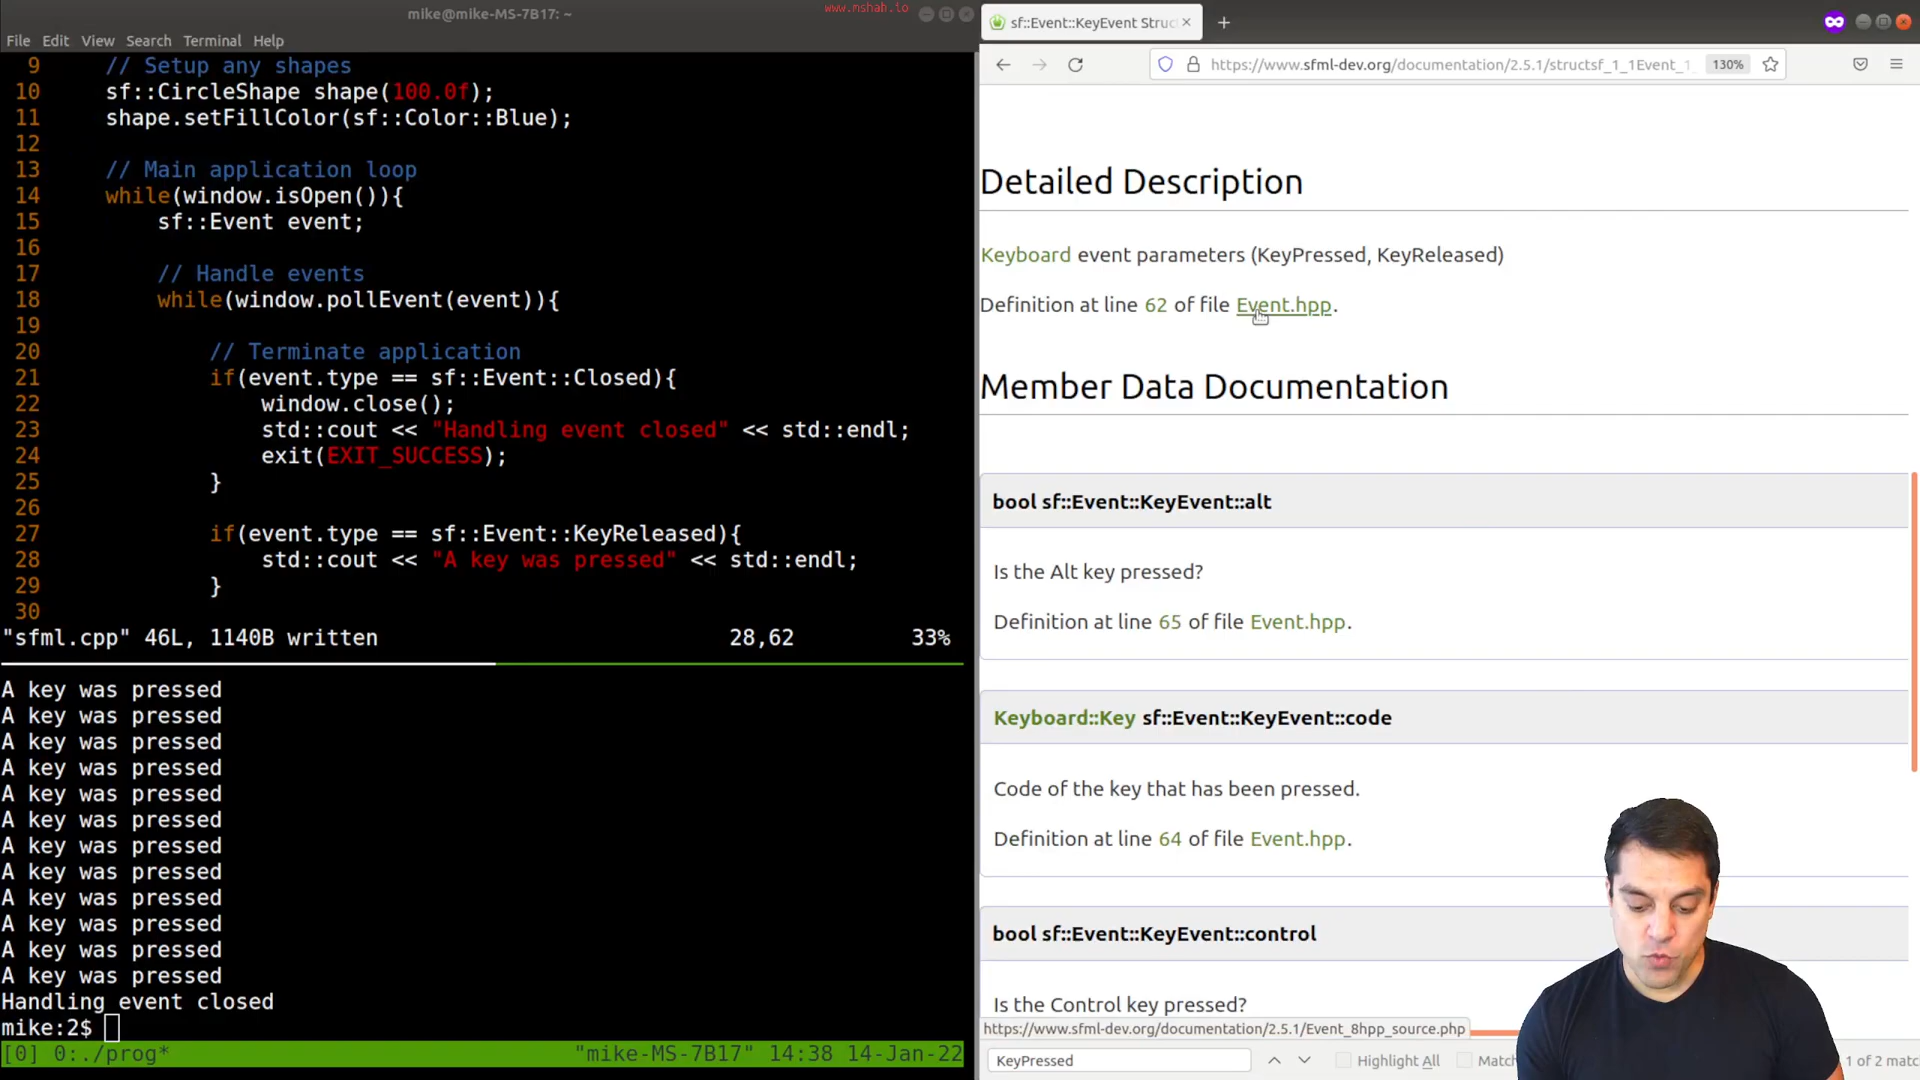 mike@mike-MS-7B17: ~
www.mshah.io
File Edit View Search Terminal Help
9 // Setup any shapes
10 sf::CircleShape shape(100.0f);
11 shape.setFillColor(sf::Color::Blue);
12
13 // Main application loop
14 while(window.isOpen()){
15 sf::Event event;
16
17 // Handle events
18 while(window.pollEvent(event)){
19
20 // Terminate application
21 if(event.type == sf::Event::Closed){
22 window.close();
23 std::cout << "Handling event closed" << std::endl;
24 exit(EXIT_SUCCESS);
25 }
26
27 if(event.type == sf::Event::KeyReleased){
28 std::cout << "A key was pressed" << std::endl;
29 }
30
"sfml.cpp" 46L, 1140B written 28,62 33%
A key was pressed
A key was pressed
A key was pressed
A key was pressed
A key was pressed
A key was pressed
A key was pressed
A key was pressed
A key was pressed
A key was pressed
A key was pressed
A key was pressed
Handling event closed
mike:2$
[0] 0:./prog* "mike-MS-7B17" 14:38 14-Jan-22
sf::Event::KeyEvent Struc
https://www.sfml-dev.org/documentation/2.5.1/structsf_1_1Event_1 130%
Detailed Description
Keyboard event parameters (KeyPressed, KeyReleased)
Definition at line 62 of file Event.hpp.
Member Data Documentation
bool sf::Event::KeyEvent::alt
Is the Alt key pressed?
Definition at line 65 of file Event.hpp.
Keyboard::Key sf::Event::KeyEvent::code
Code of the key that has been pressed.
Definition at line 64 of file Event.hpp.
bool sf::Event::KeyEvent::control
Is the Control key pressed?
https://www.sfml-dev.org/documentation/2.5.1/Event_8hpp_source.php
KeyPressed Highlight All Match 1 of 2 matc